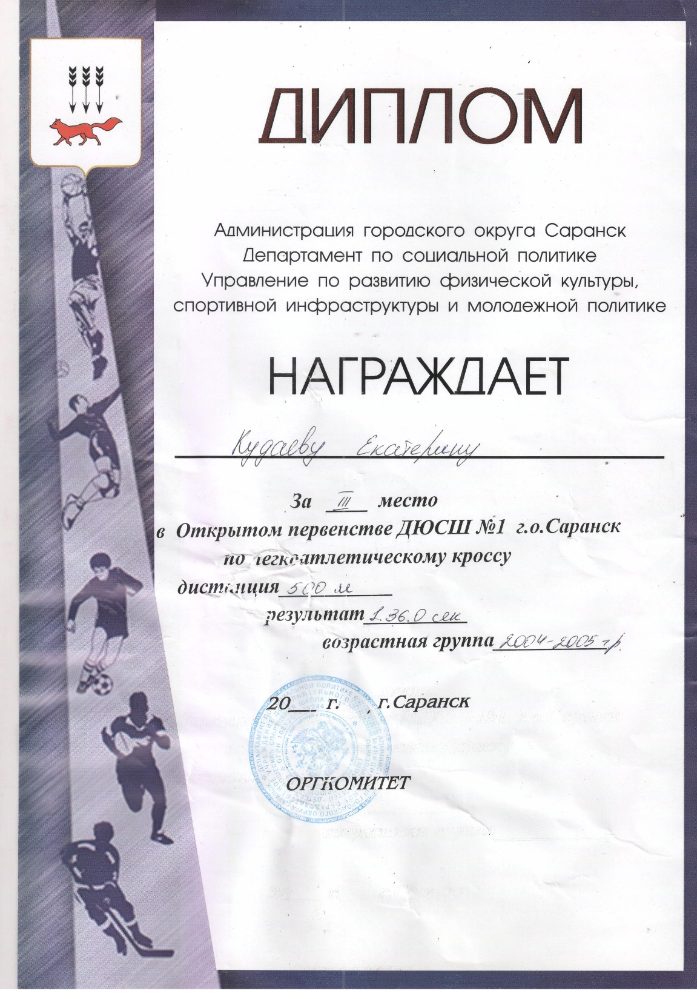 ДИПЛОМ
Администрация городского округа Саранск
Департамент по социальной политике
Управление по развитию физической культуры,
спортивной инфраструктуры и молодежной политике
НАГРАЖДАЕТ
Кудаеву Екатерину
За III место
в Открытом первенстве ДЮСШ №1 г.о.Саранск
по легкоатлетическому кроссу
дистанция 500 м
результат 1.36.0 сек
возрастная группа 2004-2005 г.р.
20___ г. г.Саранск
ОРГКОМИТЕТ